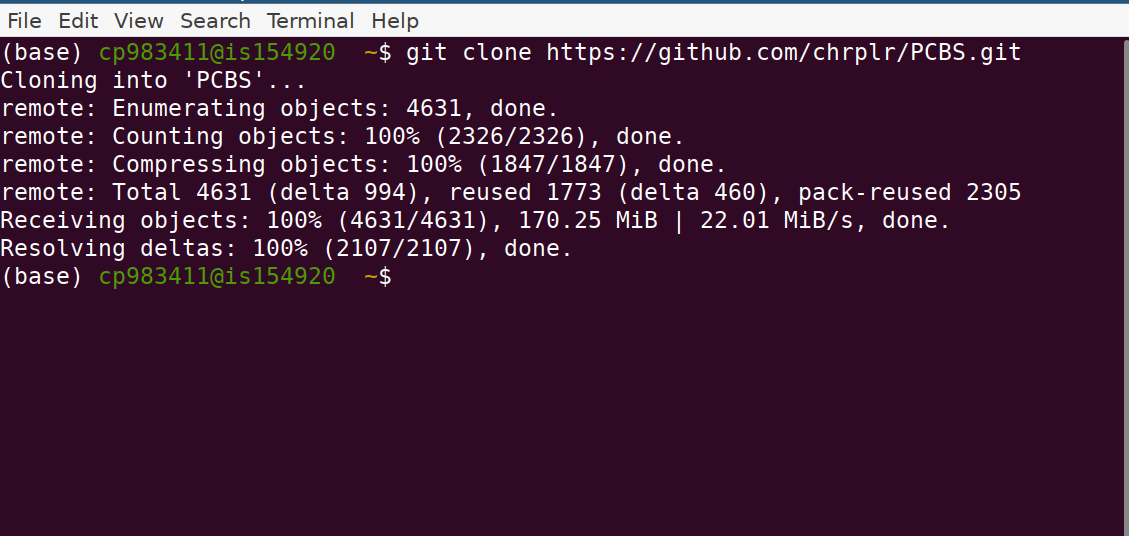 File Edit View Search Terminal Help
(base) cp983411@is154920  ~$ git clone https://github.com/chrplr/PCBS.git
Cloning into 'PCBS'...
remote: Enumerating objects: 4631, done.
remote: Counting objects: 100% (2326/2326), done.
remote: Compressing objects: 100% (1847/1847), done.
remote: Total 4631 (delta 994), reused 1773 (delta 460), pack-reused 2305
Receiving objects: 100% (4631/4631), 170.25 MiB | 22.01 MiB/s, done.
Resolving deltas: 100% (2107/2107), done.
(base) cp983411@is154920  ~$